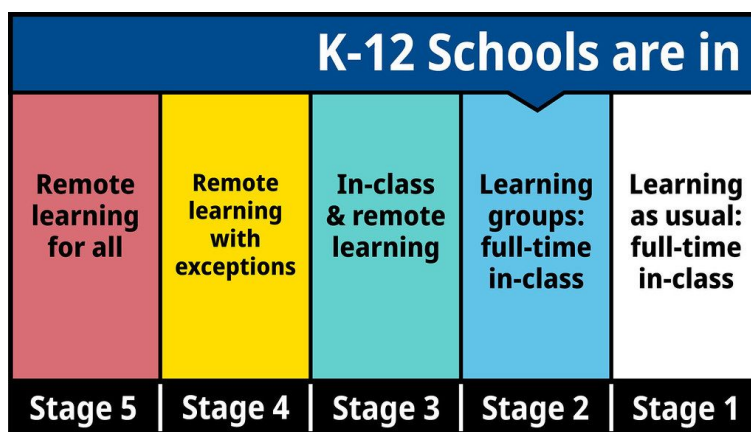 K-12 Schools are in
Remote
learning
for all
Remote
learning
with
exceptions
In-class
& remote
learning
Learning
groups:
full-time
in-class
Learning
as usual:
full-time
in-class
Stage 5
Stage 4
Stage 3
Stage 2
Stage 1